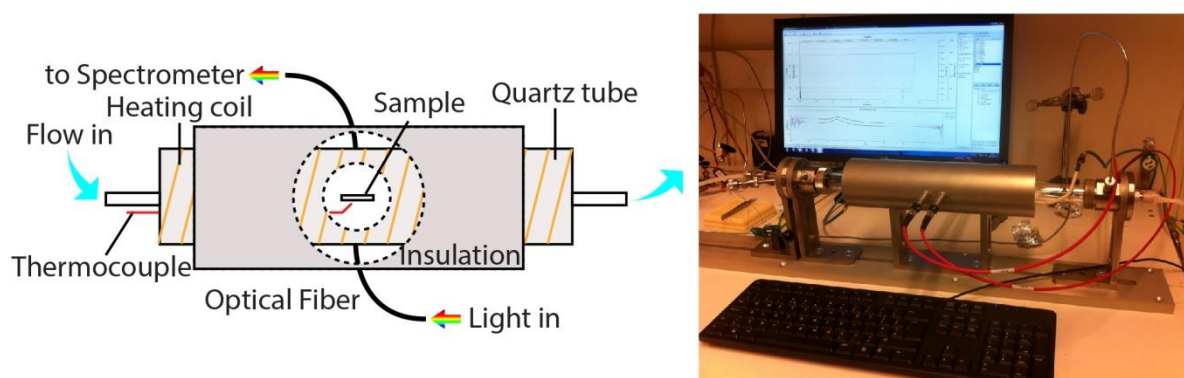 to Spectrometer
Heating coil
Flow in
Sample
Quartz tube
Thermocouple
Insulation
Optical Fiber
Light in